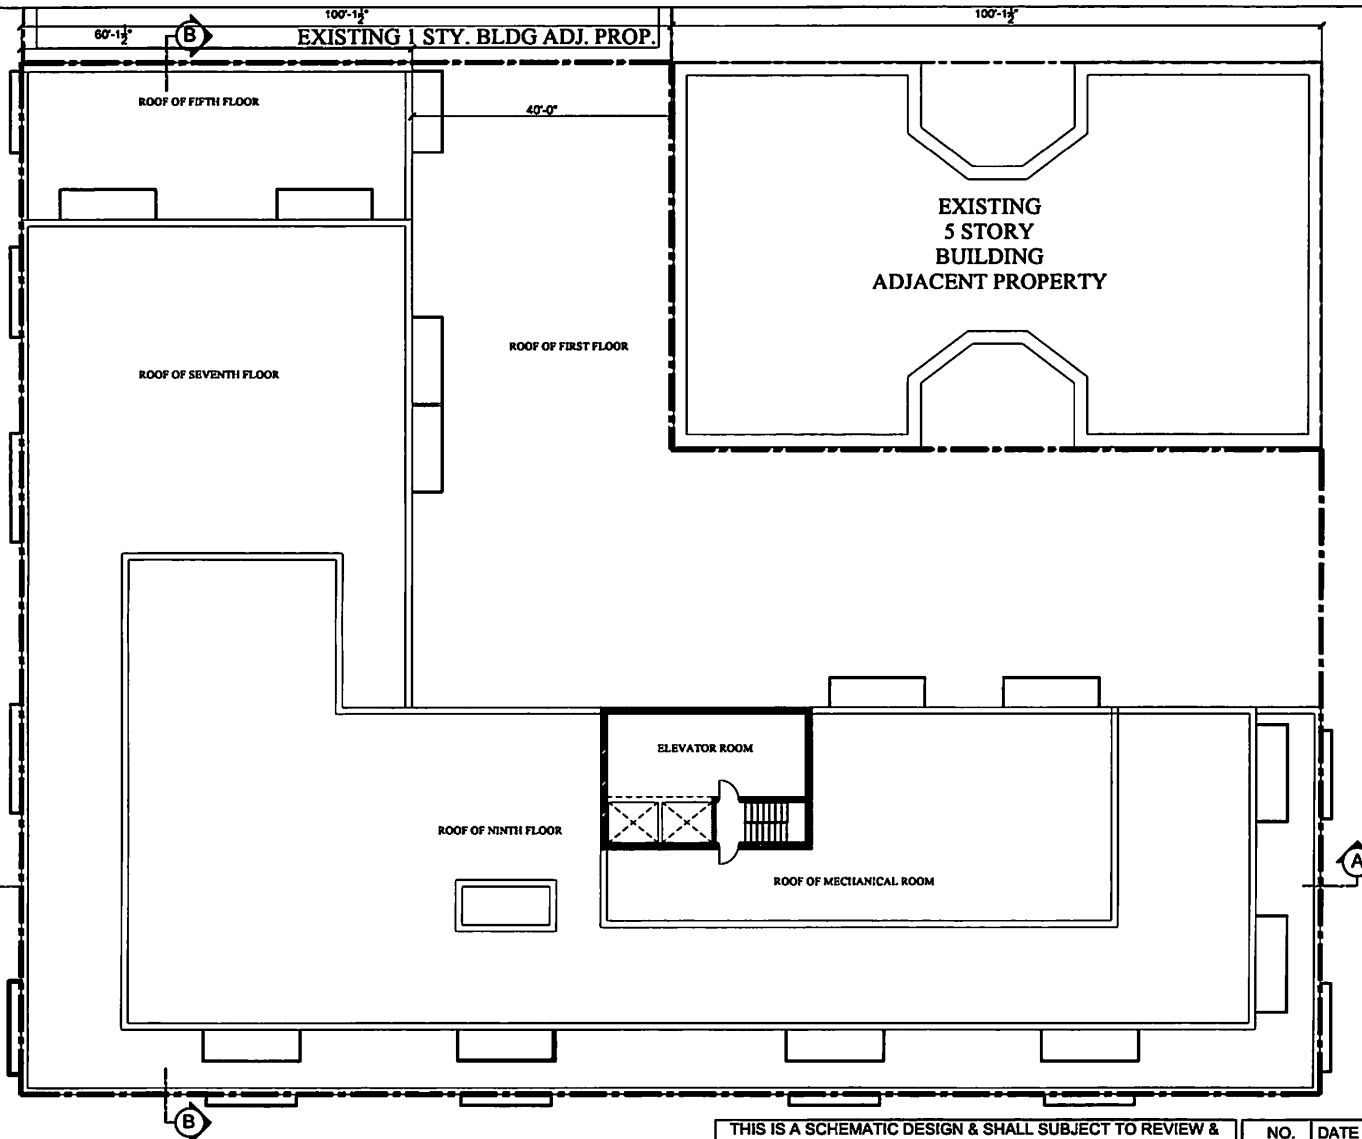 100'-1½" 100'-1½"
60'-1½" B EXISTING 1 STY. BLDG ADJ. PROP.
ROOF OF FIFTH FLOOR
40'-0"
EXISTING
5 STORY
BUILDING
ADJACENT PROPERTY
ROOF OF FIRST FLOOR
ROOF OF SEVENTH FLOOR
ELEVATOR ROOM
ROOF OF NINTH FLOOR
A
ROOF OF MECHANICAL ROOM
B
THIS IS A SCHEMATIC DESIGN & SHALL SUBJECT TO REVIEW &
NO. DATE